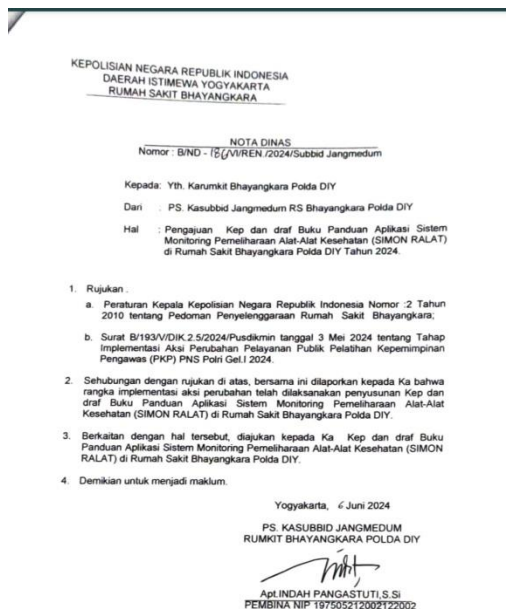 KEPOLISIAN NEGARA REPUBLIK INDONESIA
DAERAH ISTIMEWA YOGYAKARTA
RUMAH SAKIT BHAYANGKARA
NOTA DINAS
Nomor : B/ND - /VI/REN./2024/Subbid Jangmedum
Kepada: Yth. Karumkit Bhayangkara Polda DIY
Dari : PS. Kasubbid Jangmedum RS Bhayangkara Polda DIY
Hal : Pengajuan Kep dan draf Buku Panduan Aplikasi Sistem
Monitoring Pemeliharaan Alat-Alat Kesehatan (SIMON RALAT)
di Rumah Sakit Bhayangkara Polda DIY Tahun 2024.
1. Rujukan :
a. Peraturan Kepala Kepolisian Negara Republik Indonesia Nomor :2 Tahun
2010 tentang Pedoman Penyelenggaraan Rumah Sakit Bhayangkara;
b. Surat B/193/V/DIK.2.5/2024/Pusdikmin tanggal 3 Mei 2024 tentang Tahap
Implementasi Aksi Perubahan Pelayanan Publik Pelatihan Kepemimpinan
Pengawas (PKP) PNS Polri Gel.I 2024.
2. Sehubungan dengan rujukan di atas, bersama ini dilaporkan kepada Ka bahwa
rangka implementasi aksi perubahan telah dilaksanakan penyusunan Kep dan
draf Buku Panduan Aplikasi Sistem Monitoring Pemeliharaan Alat-Alat
Kesehatan (SIMON RALAT) di Rumah Sakit Bhayangkara Polda DIY.
3. Berkaitan dengan hal tersebut, diajukan kepada Ka Kep dan draf Buku
Panduan Aplikasi Sistem Monitoring Pemeliharaan Alat-Alat Kesehatan (SIMON
RALAT) di Rumah Sakit Bhayangkara Polda DIY.
4. Demikian untuk menjadi maklum.
Yogyakarta, 6 Juni 2024
PS. KASUBBID JANGMEDUM
RUMKIT BHAYANGKARA POLDA DIY
Apt.INDAH PANGASTUTI,S.Si
PEMBINA NIP 197505212002122002